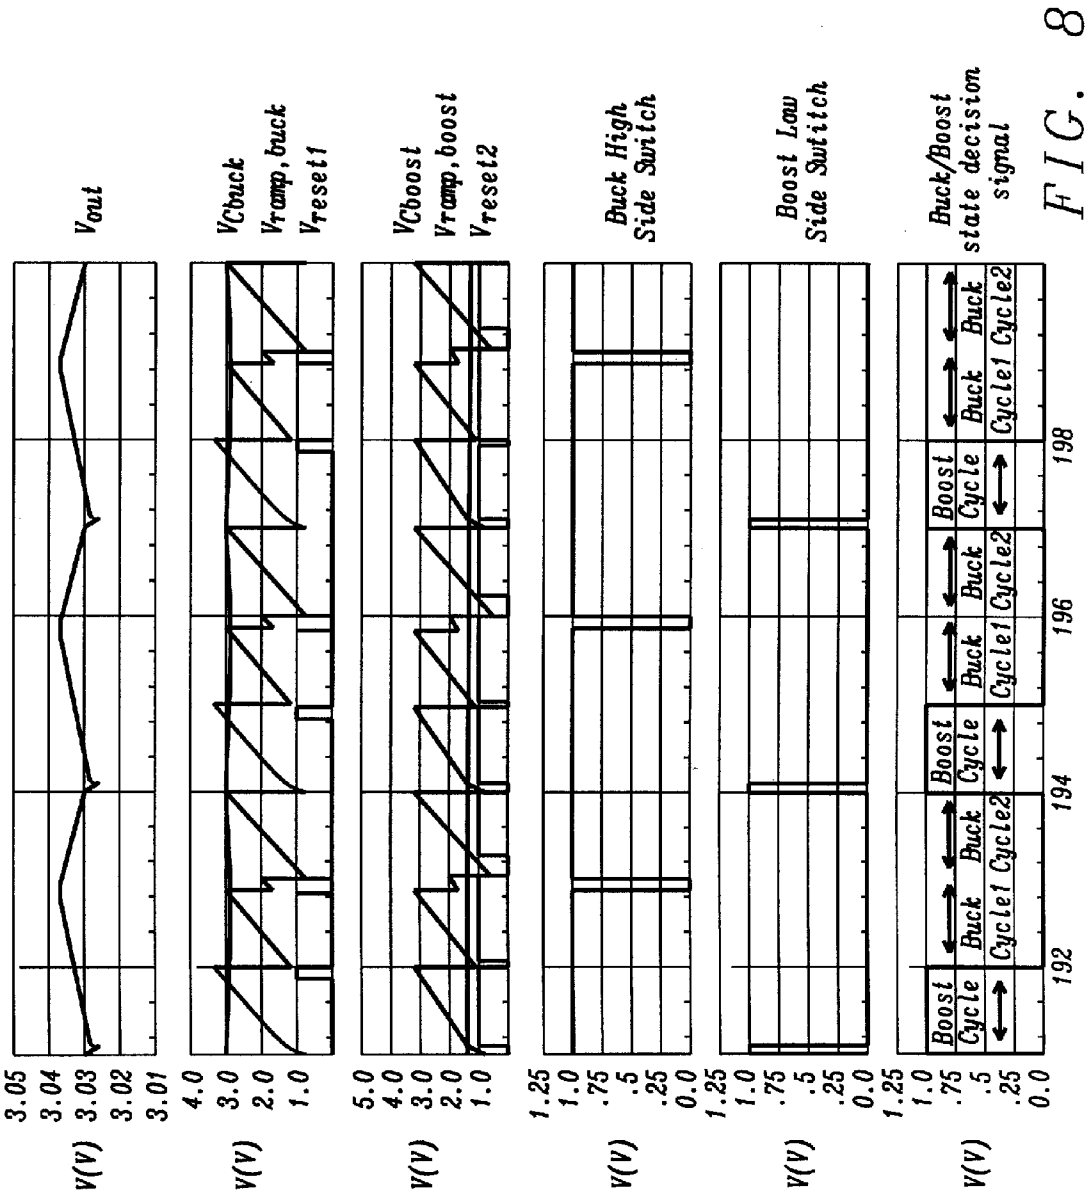 3.05
3.04
3.03
3.02
3.01
V(V)
Vout
4.0
3.0
2.0
1.0
V(V)
VCbuck
Vramp,buck
Vreset1
5.0
4.0
3.0
2.0
1.0
V(V)
VCboost
Vramp,boost
Vreset2
1.25
1.0
.75
.5
.25
0.0
V(V)
Buck High
Side Switch
1.25
1.0
.75
.5
.25
0.0
V(V)
Boost Low
Side Swtitch
1.25
1.0
.75
.5
.25
0.0
V(V)
Boost
Cycle
Buck
Cycle1
Buck
Cycle2
Boost
Cycle
Buck
Cycle1
Buck
Cycle2
Boost
Cycle
Buck
Cycle1
Buck
Cycle2
Buck/Boost
state decision
signal
192
194
196
198
FIG. 8